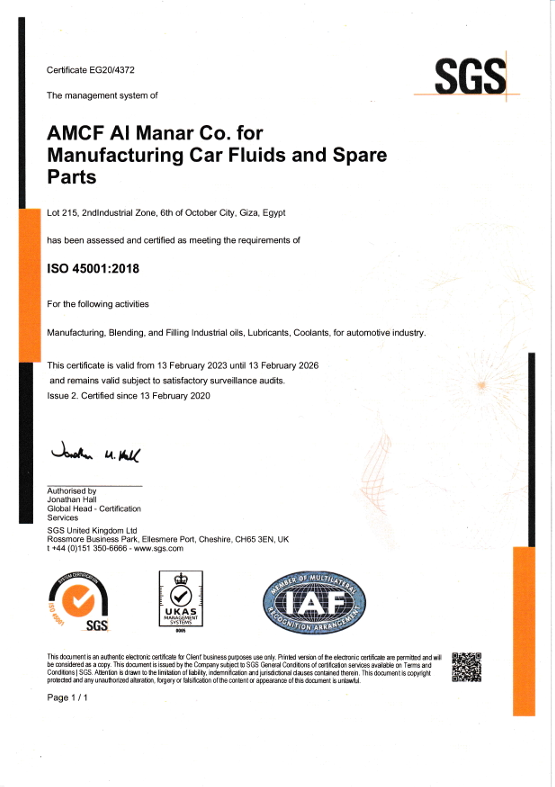 Certificate EG20/4372
SGS
The management system of
AMCF Al Manar Co. for
Manufacturing Car Fluids and Spare
Parts
Lot 215, 2ndIndustrial Zone, 6th of October City, Giza, Egypt
has been assessed and certified as meeting the requirements of
ISO 45001:2018
For the following activities
Manufacturing, Blending, and Filling Industrial oils, Lubricants, Coolants, for automotive industry.
This certificate is valid from 13 February 2023 until 13 February 2026
and remains valid subject to satisfactory surveillance audits.
Issue 2. Certified since 13 February 2020
Jonathan M. Hall
Authorised by
Jonathan Hall
Global Head - Certification
Services
SGS United Kingdom Ltd
Rossmore Business Park, Ellesmere Port, Cheshire, CH65 3EN, UK
t +44 (0)151 350-6666 - www.sgs.com
SYSTEM CERTIFICATION
ISO 45001
SGS
UKAS
MANAGEMENT
SYSTEMS
0005
MEMBER OF MULTILATERAL
IAF
RECOGNITION ARRANGEMENT
This document is an authentic electronic certificate for Client' business purposes use only. Printed version of the electronic certificate are permitted and will
be considered as a copy. This document is issued by the Company subject to SGS General Conditions of certification services available on Terms and
Conditions | SGS. Attention is drawn to the limitation of liability, indemnification and jurisdictional clauses contained therein. This document is copyright
protected and any unauthorized alteration, forgery or falsification of the content or appearance of this document is unlawful.
Page 1 / 1